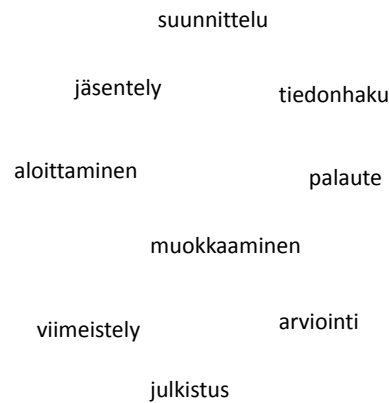 suunnittelu
jäsentely
tiedonhaku
aloittaminen
palaute
muokkaaminen
viimeistely
arviointi
julkistus